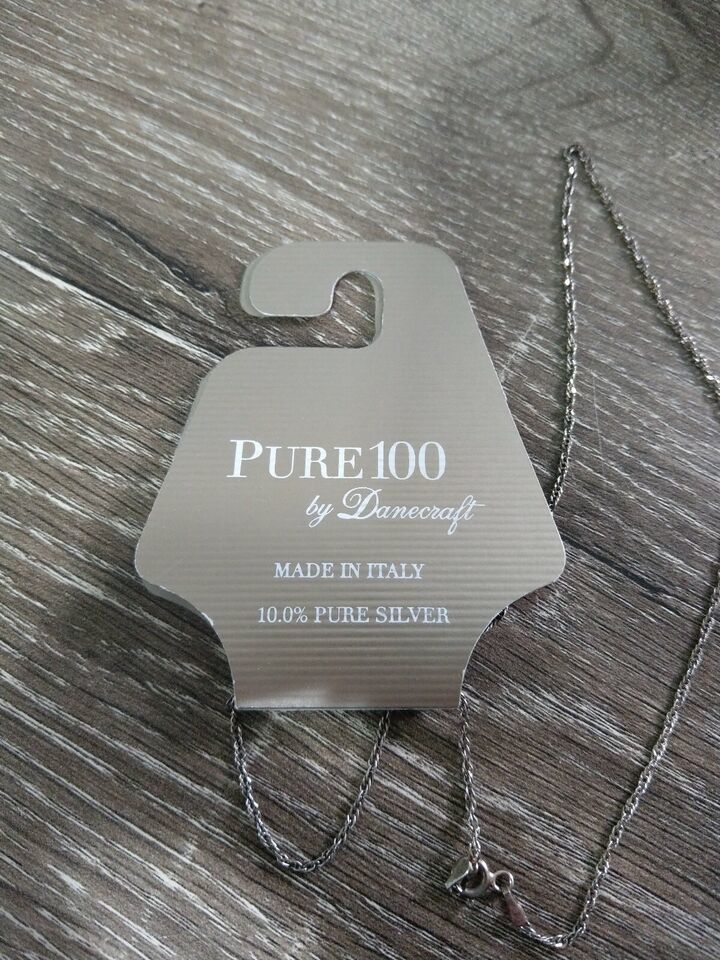 PURE100
by Danecraft
MADE IN ITALY
10.0% PURE SILVER